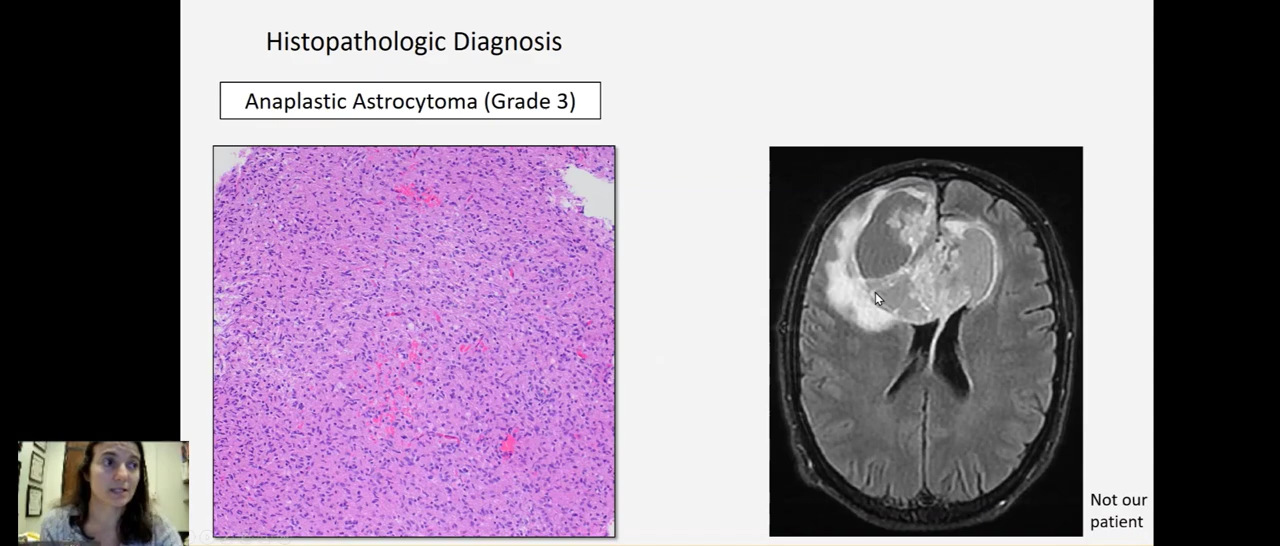 Histopathologic Diagnosis
Anaplastic Astrocytoma (Grade 3)
Not our
patient